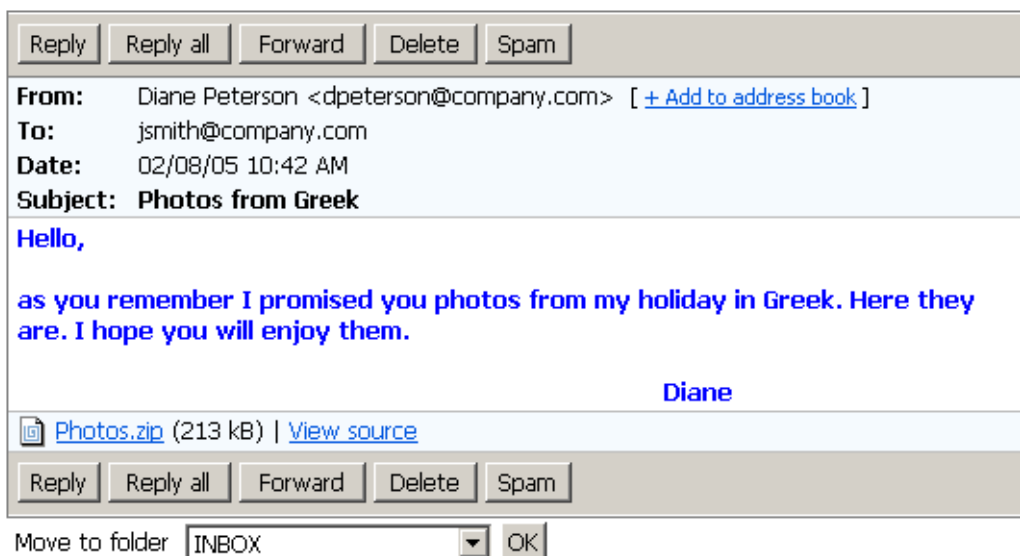 Reply Reply all Forward Delete Spam
From: Diane Peterson <dpeterson@company.com> [ + Add to address book ]
To: jsmith@company.com
Date: 02/08/05 10:42 AM
Subject: Photos from Greek
Hello,
as you remember I promised you photos from my holiday in Greek. Here they
are. I hope you will enjoy them.
Diane
Photos.zip (213 kB) | View source
Reply Reply all Forward Delete Spam
Move to folder INBOX OK